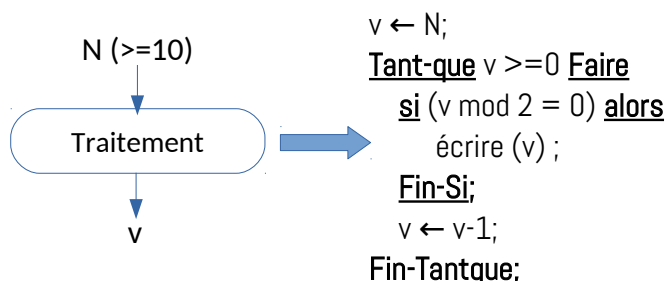 N (>=10)
Traitement
v
v ← N;
Tant-que v >=0 Faire
si (v mod 2 = 0) alors
écrire (v) ;
Fin-Si;
v ← v-1;
Fin-Tantque;